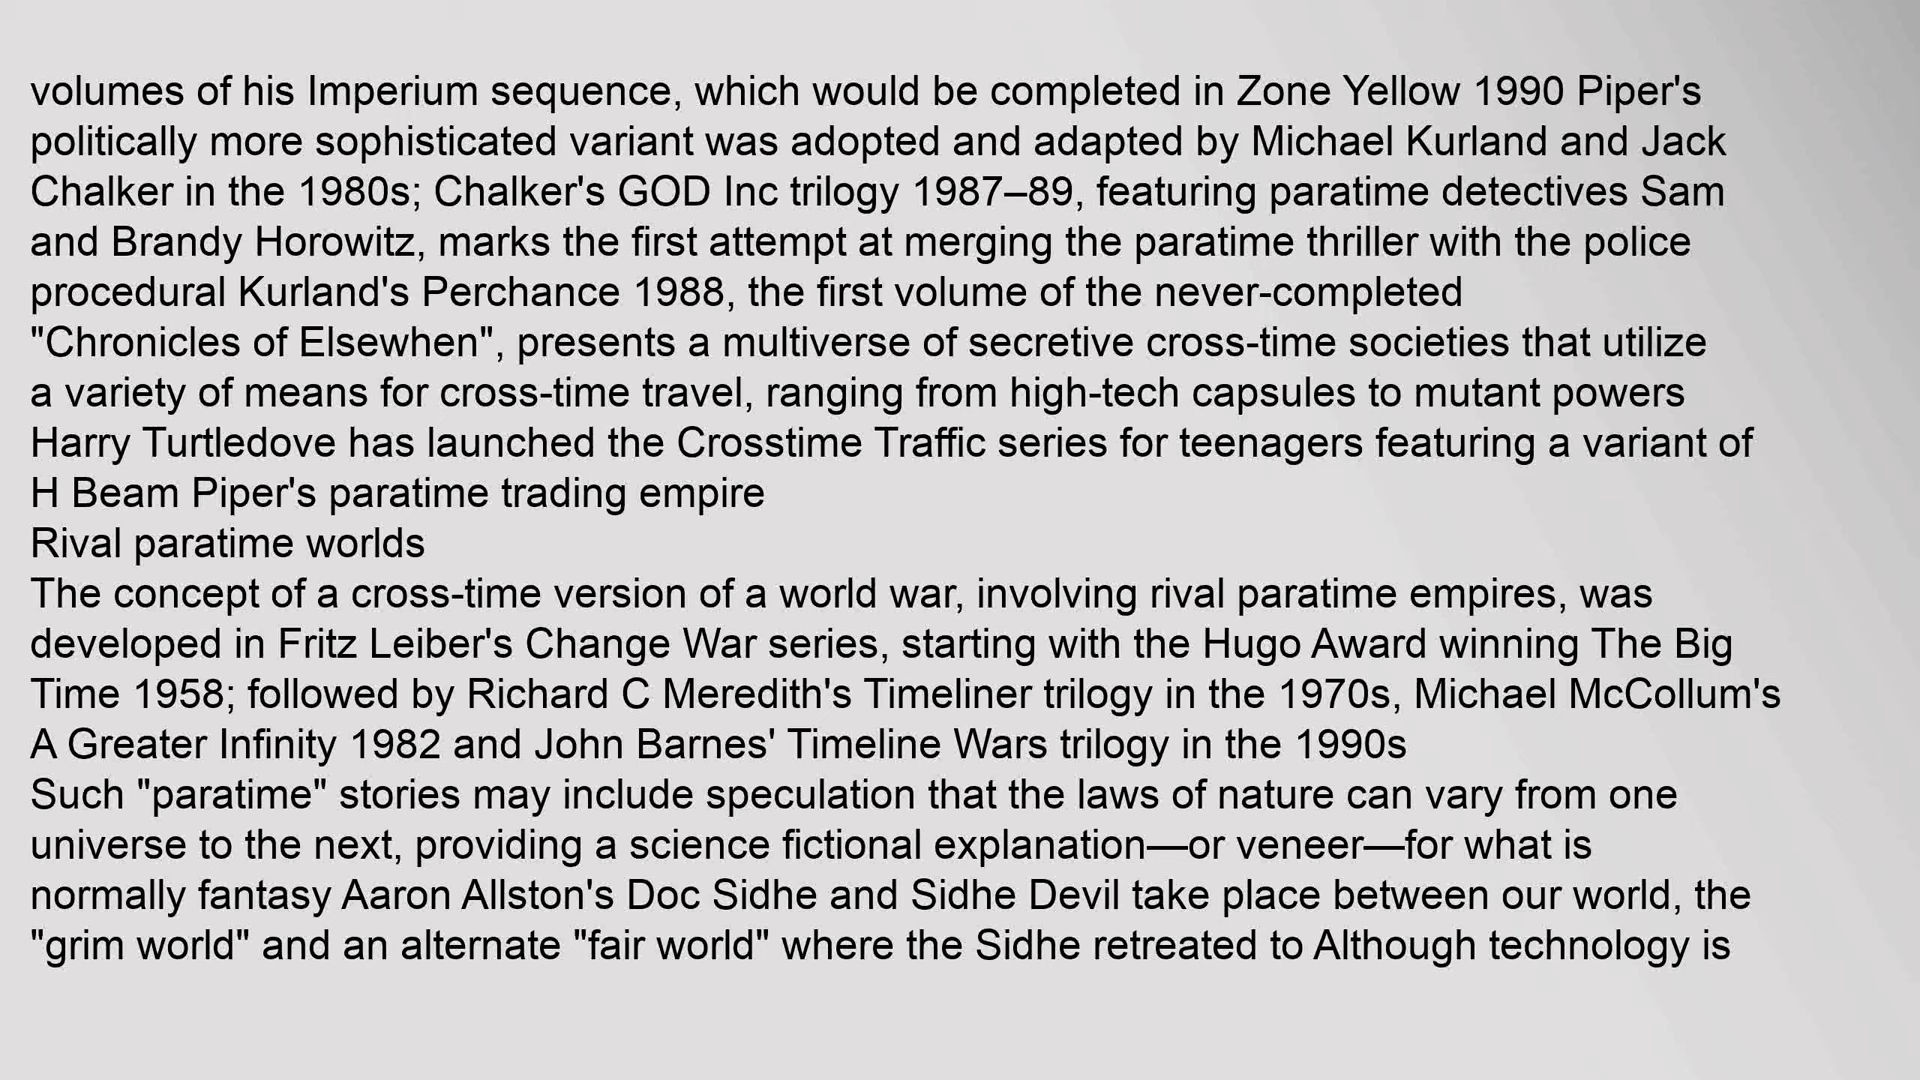 volumes of his Imperium sequence, which would be completed in Zone Yellow 1990 Piper's
politically more sophisticated variant was adopted and adapted by Michael Kurland and Jack
Chalker in the 1980s; Chalker's GOD Inc trilogy 1987–89, featuring paratime detectives Sam
and Brandy Horowitz, marks the first attempt at merging the paratime thriller with the police
procedural Kurland's Perchance 1988, the first volume of the never-completed
"Chronicles of Elsewhen", presents a multiverse of secretive cross-time societies that utilize
a variety of means for cross-time travel, ranging from high-tech capsules to mutant powers
Harry Turtledove has launched the Crosstime Traffic series for teenagers featuring a variant of
H Beam Piper's paratime trading empire
Rival paratime worlds
The concept of a cross-time version of a world war, involving rival paratime empires, was
developed in Fritz Leiber's Change War series, starting with the Hugo Award winning The Big
Time 1958; followed by Richard C Meredith's Timeliner trilogy in the 1970s, Michael McCollum's
A Greater Infinity 1982 and John Barnes' Timeline Wars trilogy in the 1990s
Such "paratime" stories may include speculation that the laws of nature can vary from one
universe to the next, providing a science fictional explanation—or veneer—for what is
normally fantasy Aaron Allston's Doc Sidhe and Sidhe Devil take place between our world, the
"grim world" and an alternate "fair world" where the Sidhe retreated to Although technology is